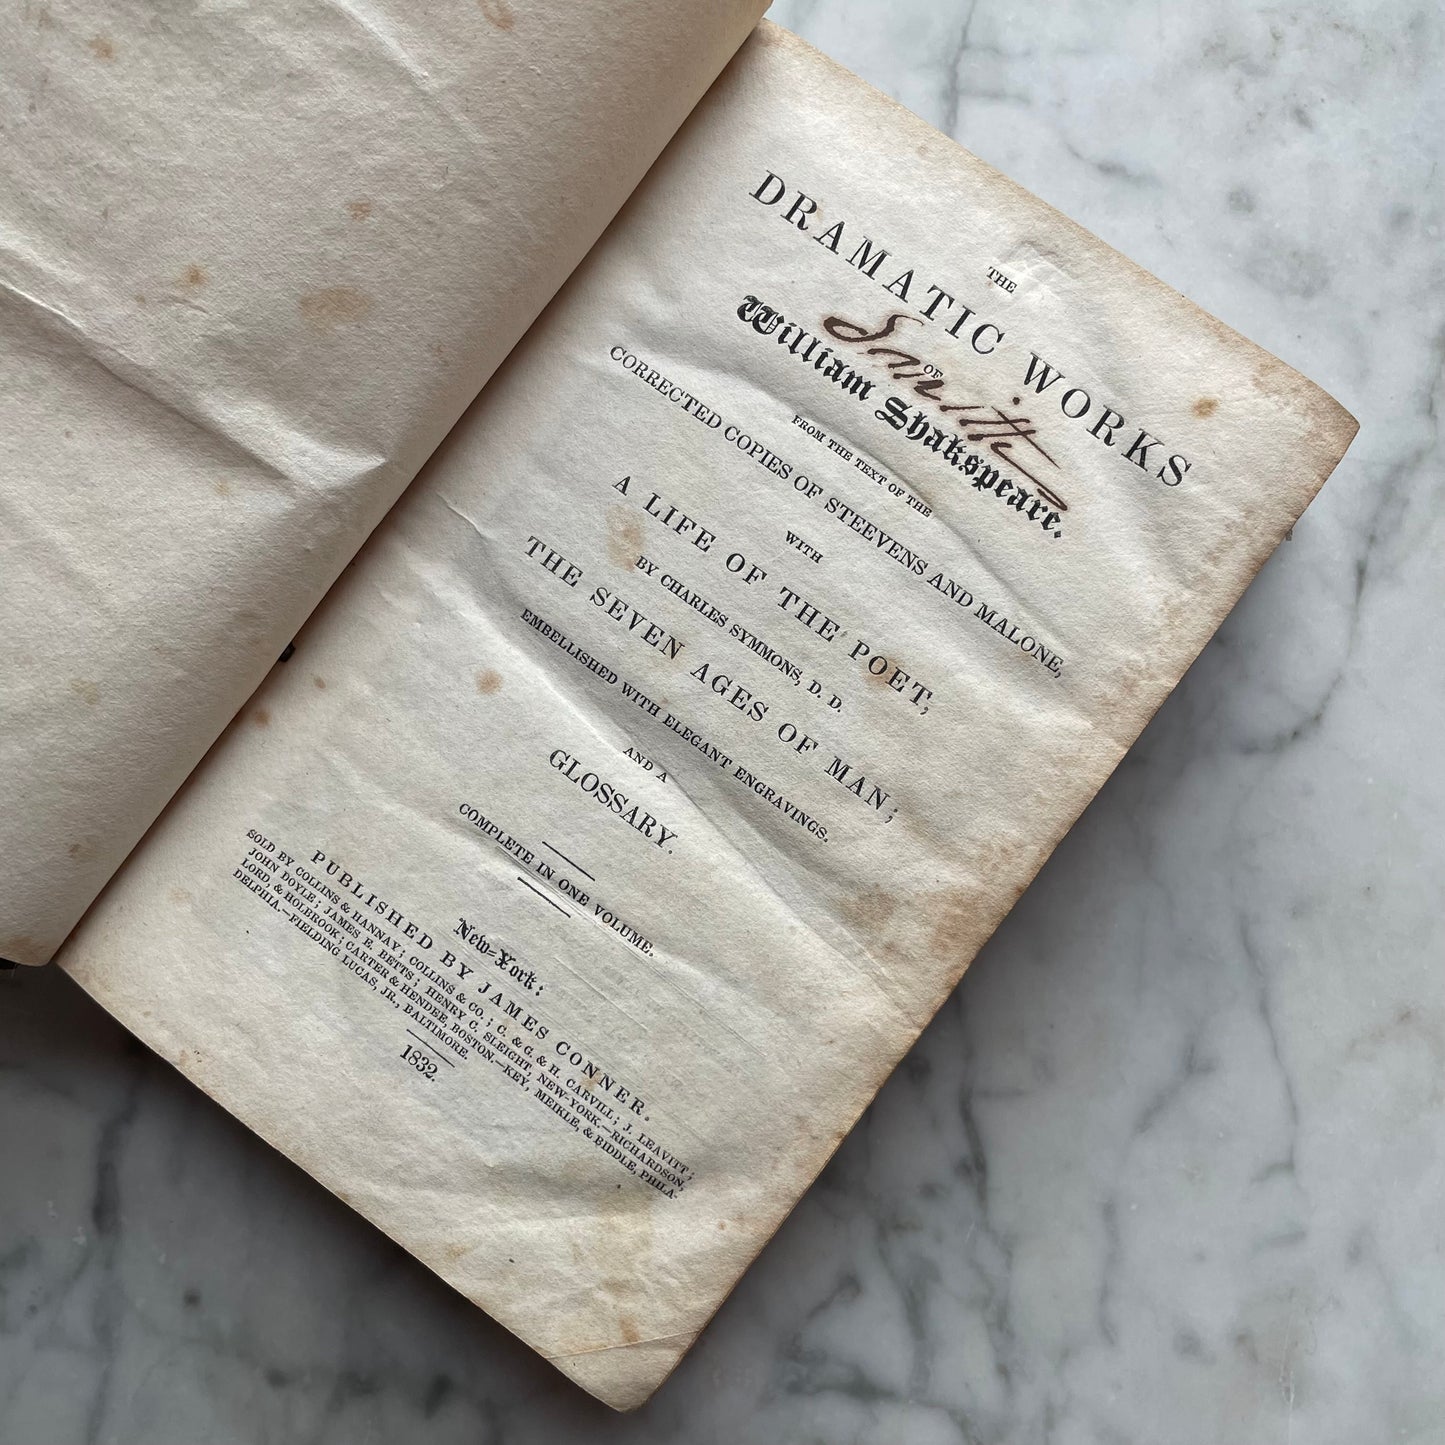 THE
DRAMATIC WORKS
OF
Smith
William Shakspeare.
FROM THE TEXT OF THE
CORRECTED COPIES OF STEEVENS AND MALONE,
WITH
A LIFE OF THE POET;
BY CHARLES SYMMONS, D. D.
THE SEVEN AGES OF MAN;
EMBELLISHED WITH ELEGANT ENGRAVINGS.
AND A
GLOSSARY.
COMPLETE IN ONE VOLUME.
New-York:
PUBLISHED BY JAMES CONNER.
SOLD BY COLLINS & HANNAY; COLLINS & CO.; C. & G. & H. CARVILL; J. LEAVITT;
JOHN DOYLE; JAMES E. BETTS; HENRY C. SLEIGHT, NEW-YORK.—RICHARDSON,
LORD, & HOLBROOK; CARTER & HENDEE, BOSTON.—KEY, MEIKLE, & BIDDLE, PHILA-
DELPHIA.—FIELDING LUCAS, JR., BALTIMORE.
1832.